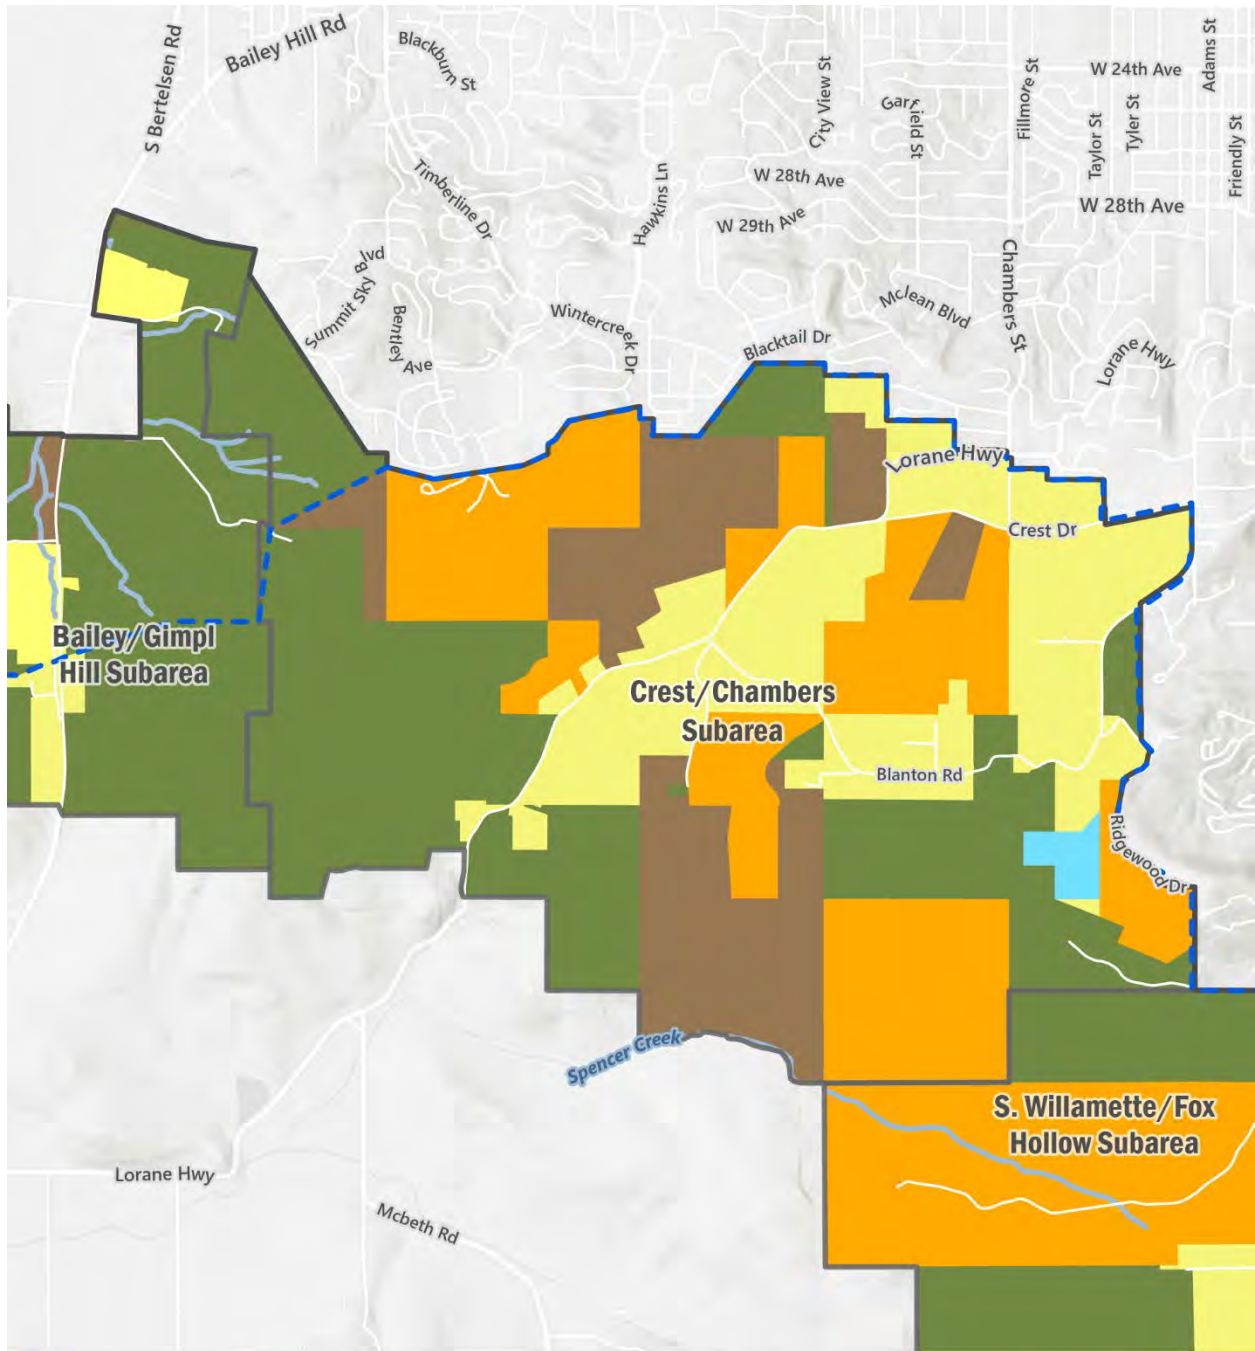 S Bertelsen Rd
Bailey Hill Rd
Blackburn St
City View St
Garfield St
Fillmore St
W 24th Ave
Adams St
Taylor St
Tyler St
Friendly St
Timberline Dr
Hawkins Ln
W 28th Ave
W 28th Ave
W 29th Ave
Summit Sky Blvd
Bentley Ave
Wintercreek Dr
Blacktail Dr
Mclean Blvd
Chambers St
Lorane Hwy
Lorane Hwy
Crest Dr
Bailey/Gimpl
Hill Subarea
Crest/Chambers
Subarea
Blanton Rd
Ridgewood Dr
Spencer Creek
S. Willamette/Fox
Hollow Subarea
Lorane Hwy
Mcbeth Rd